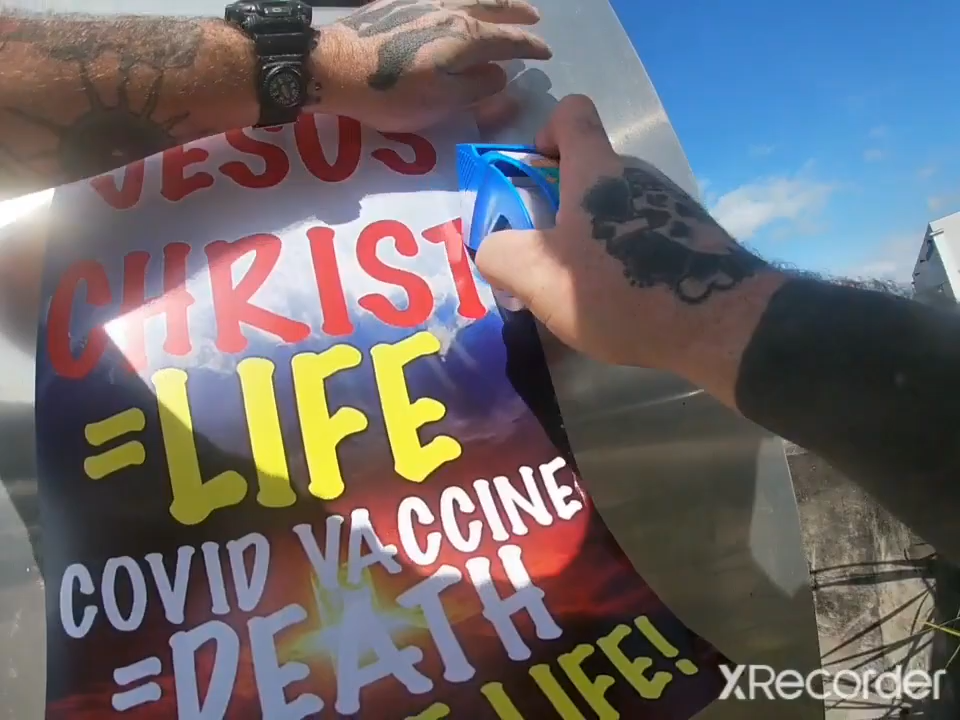 JESUS
CHRIST
=LIFE
COVID VACCINE
=DEATH
LIFE!
XRecorder